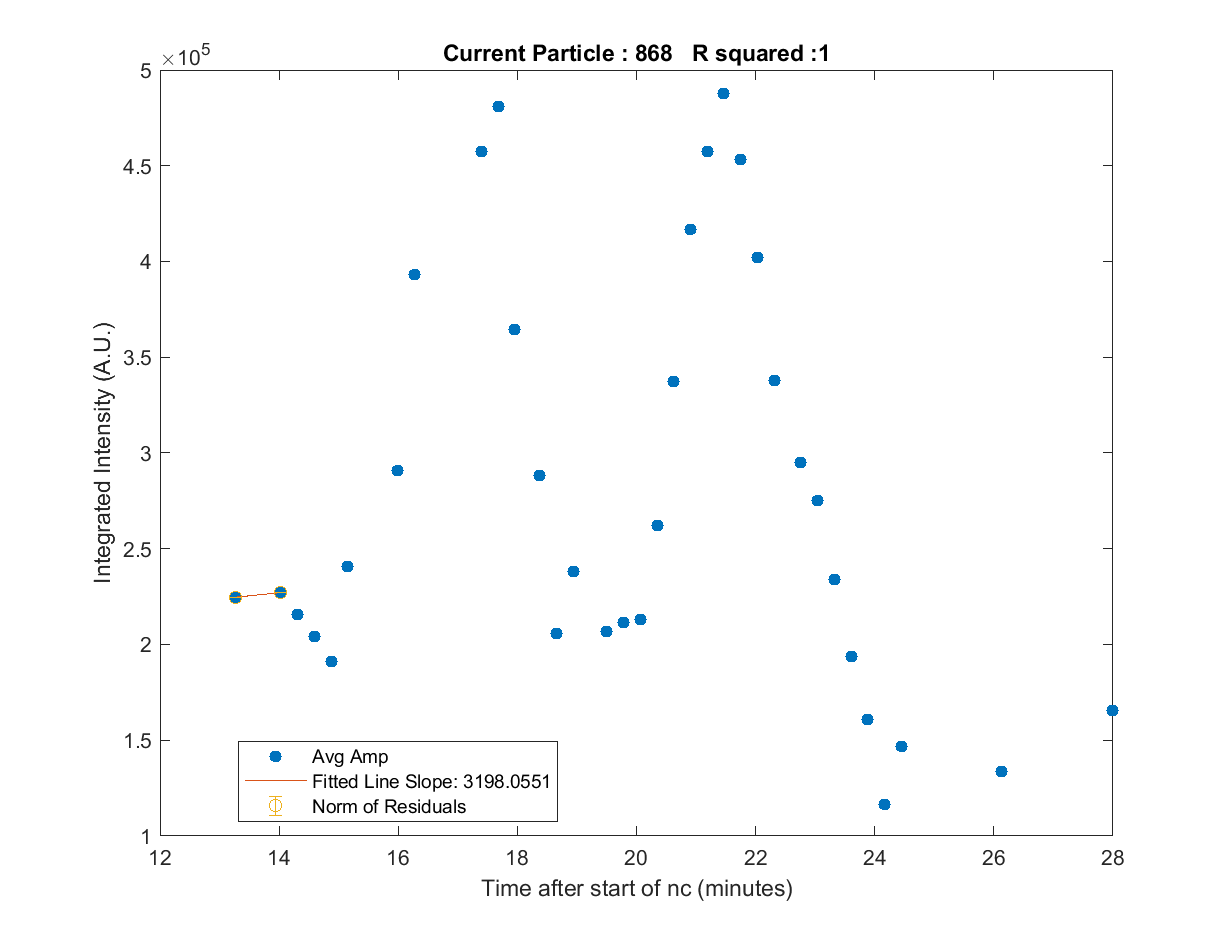 Current Particle : 868 R squared :1
×10^5
5
4.5
4
3.5
3
2.5
2
1.5
1
Integrated Intensity (A.U.)
Avg Amp
Fitted Line Slope: 3198.0551
Norm of Residuals
12 14 16 18 20 22 24 26 28
Time after start of nc (minutes)